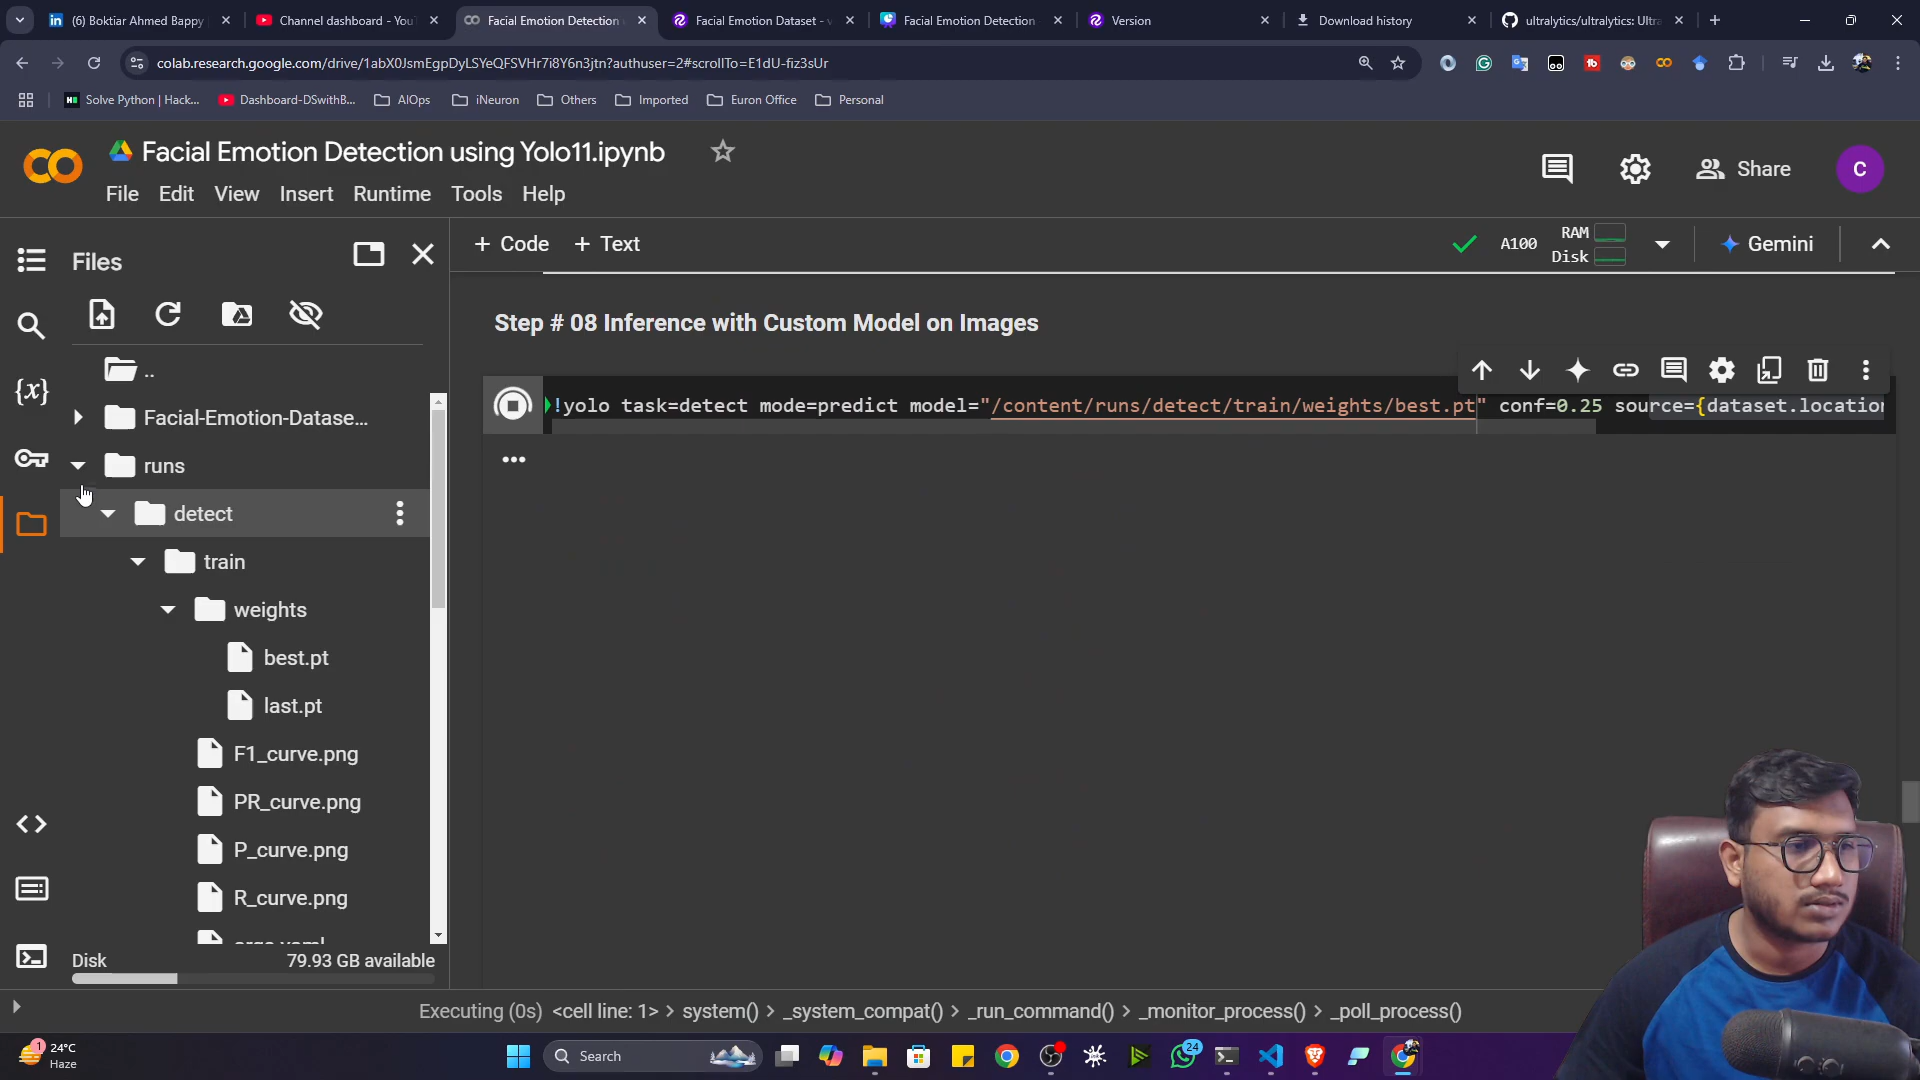 (6) Boktiar Ahmed Bappy
Channel dashboard - You
Facial Emotion Detection
Facial Emotion Dataset - v
Facial Emotion Detection
Version
Download history
ultralytics/ultralytics: Ultra
colab.research.google.com/drive/1abX0JsmEgpDyLSYeQFSVHr7i8Y6n3jtn?authuser=2#scrollTo=E1dU-fiz3sUr
Solve Python | Hack...
Dashboard-DSwithB...
AIOps
iNeuron
Others
Imported
Euron Office
Personal
Facial Emotion Detection using Yolo11.ipynb
Share
C
File Edit View Insert Runtime Tools Help
Files
+ Code + Text
A100
RAM
Disk
Gemini
..
Facial-Emotion-Datase...
runs
detect
train
weights
best.pt
last.pt
F1_curve.png
PR_curve.png
P_curve.png
R_curve.png
Step # 08 Inference with Custom Model on Images
!yolo task=detect mode=predict model="/content/runs/detect/train/weights/best.pt" conf=0.25 source={dataset.location
Disk 79.93 GB available
Executing (0s) <cell line: 1> > system() > _system_compat() > _run_command() > _monitor_process() > _poll_process()
1
24°C
Haze
Search
24